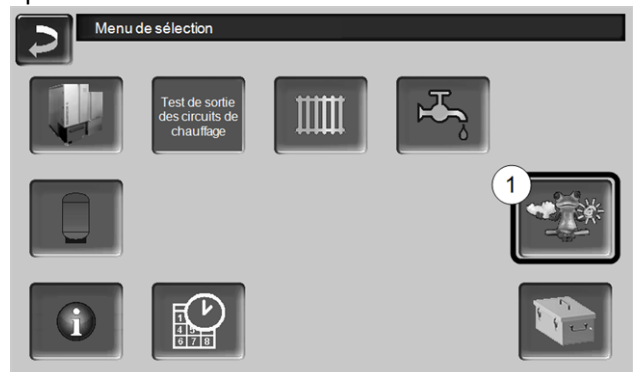 Menu de sélection
Test de sortie
des circuits de
chauffage
1